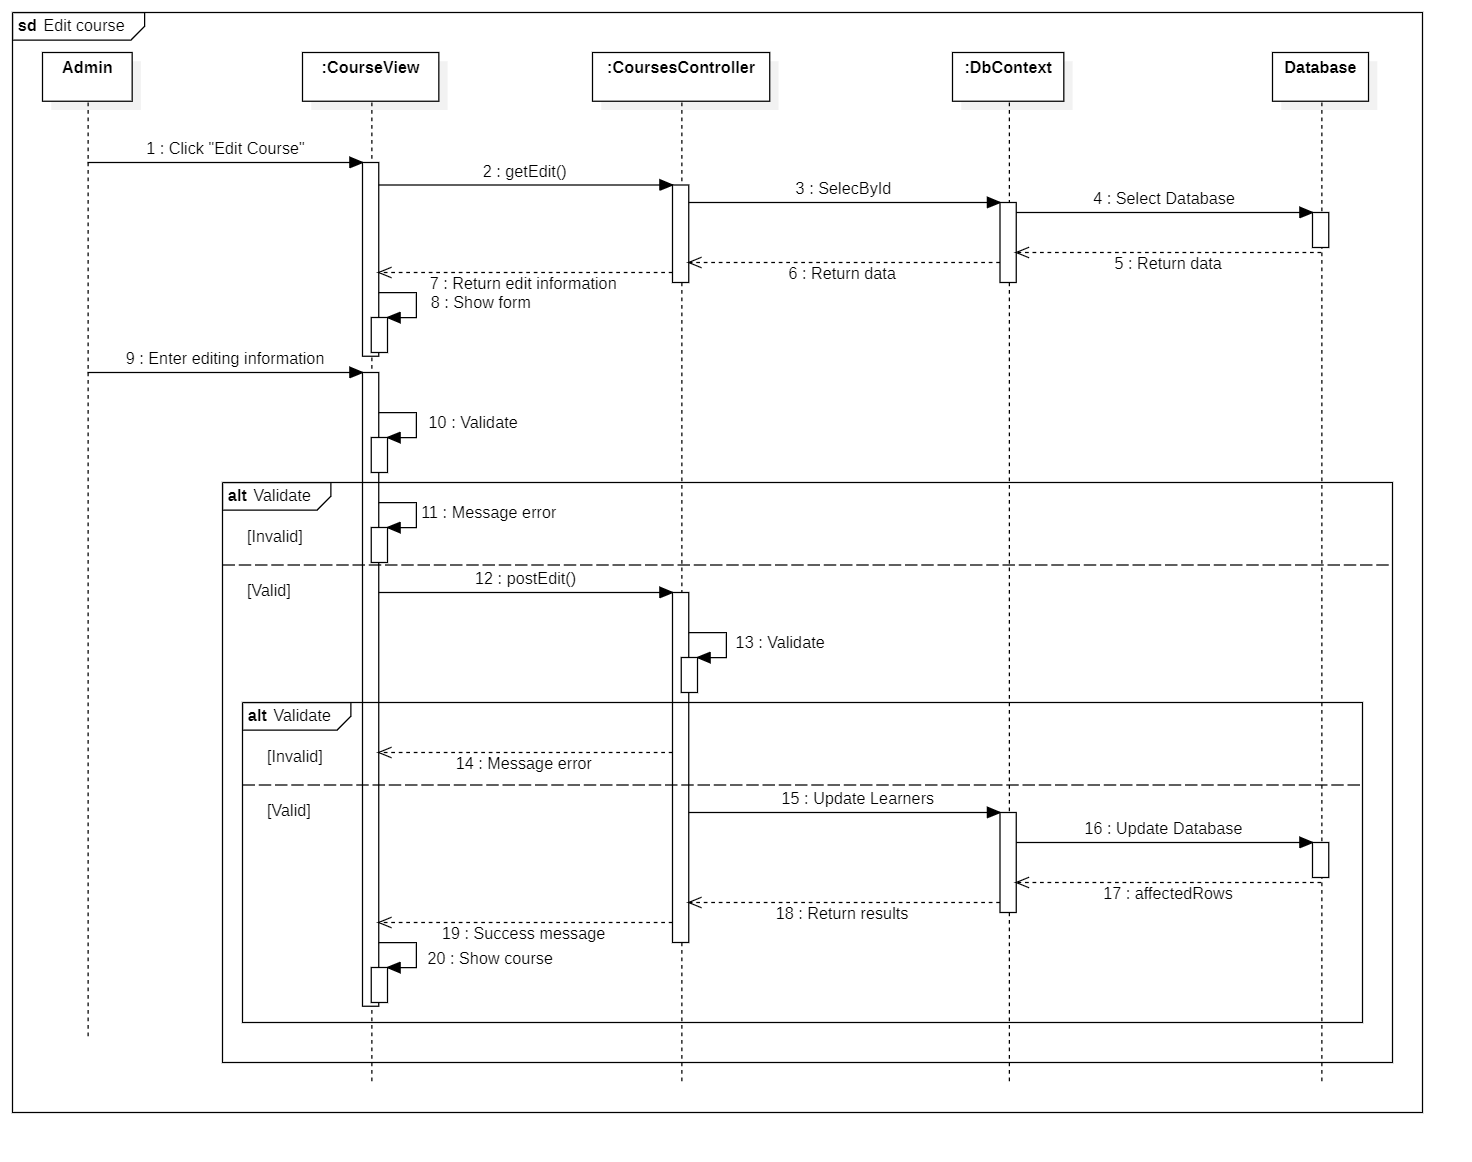 sd Edit course
Admin
:CourseView
:CoursesController
:DbContext
Database
1 : Click "Edit Course"
2 : getEdit()
3 : SelecById
4 : Select Database
5 : Return data
6 : Return data
7 : Return edit information
8 : Show form
9 : Enter editing information
10 : Validate
alt Validate
11 : Message error
[Invalid]
12 : postEdit()
[Valid]
13 : Validate
alt Validate
[Invalid]
14 : Message error
15 : Update Learners
[Valid]
16 : Update Database
17 : affectedRows
18 : Return results
19 : Success message
20 : Show course